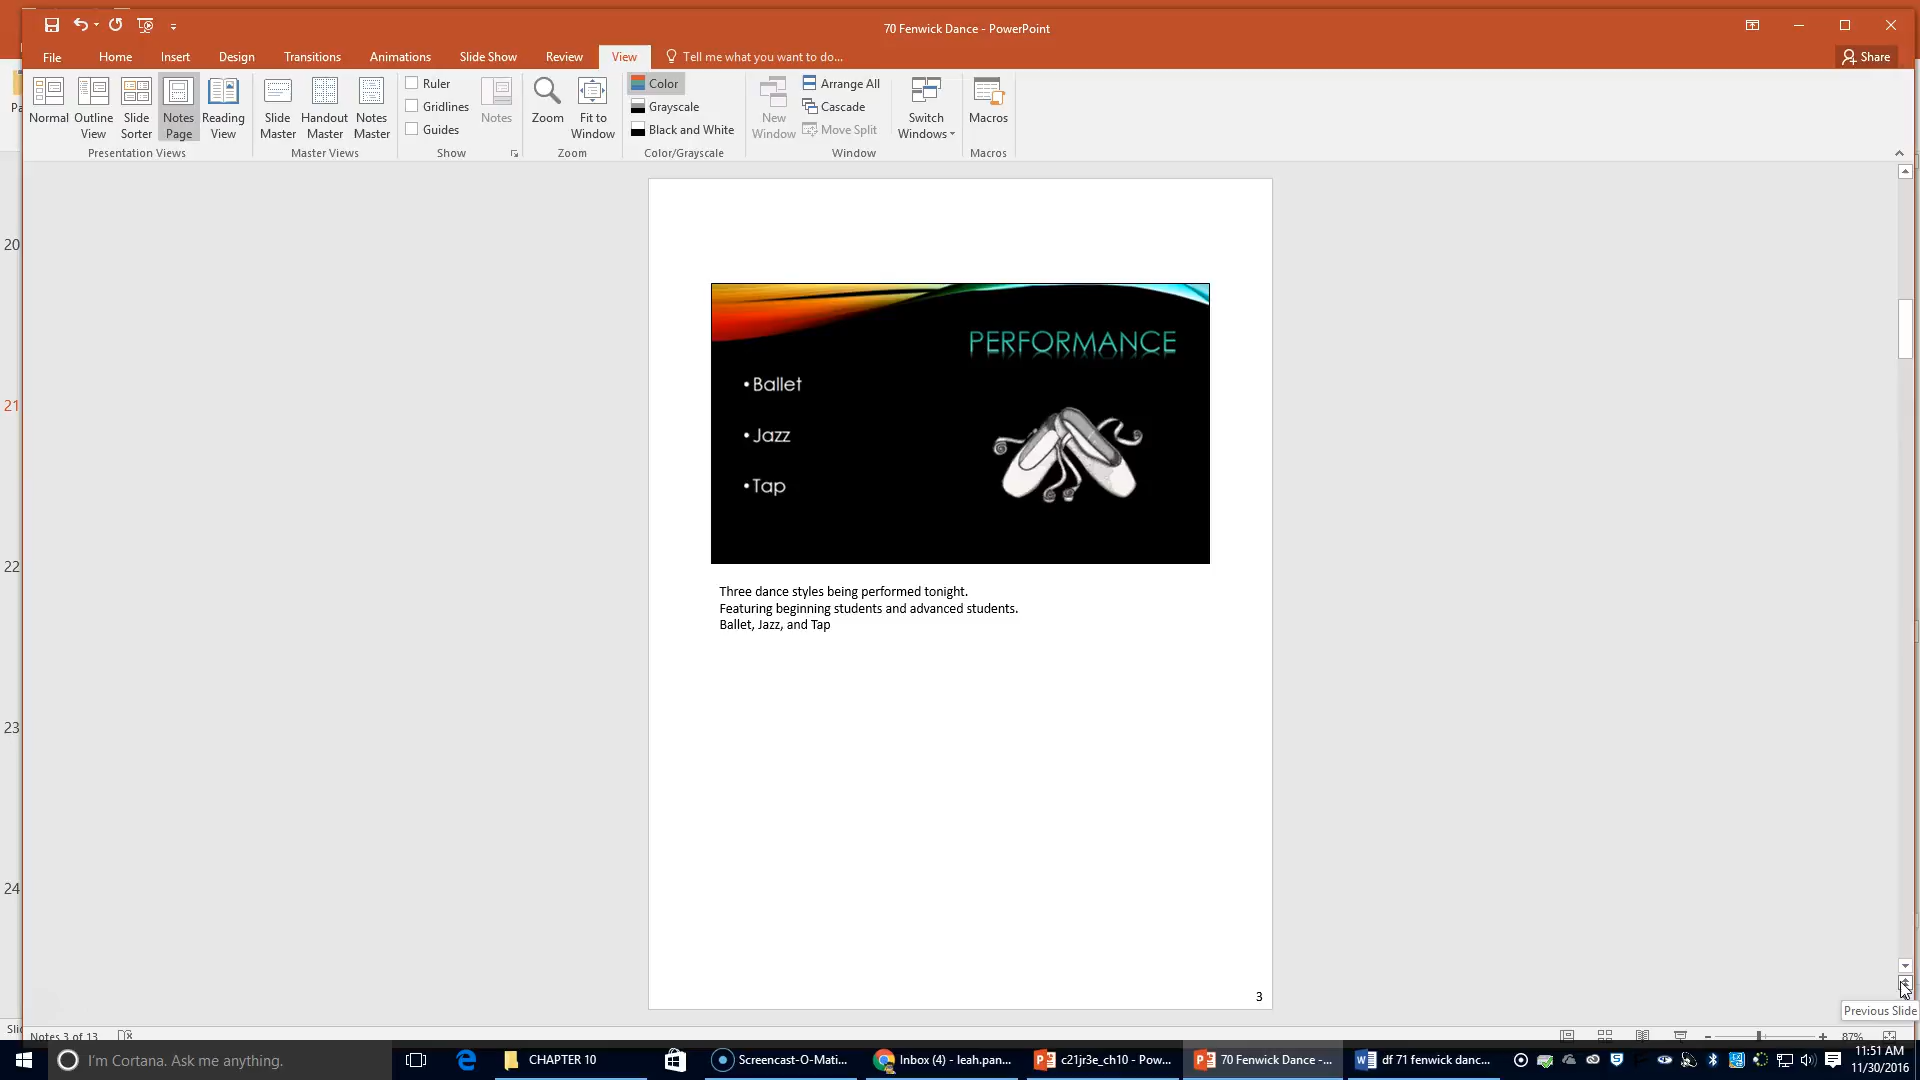 70 Fenwick Dance - PowerPoint
File Home Insert Design Transitions Animations Slide Show Review View Tell me what you want to do... Share
Normal Outline View Slide Sorter Notes Page Reading View
Presentation Views
Slide Master Handout Master Notes Master
Master Views
Ruler
Gridlines
Guides
Notes
Show
Zoom Fit to Window
Zoom
Color
Grayscale
Black and White
Color/Grayscale
New Window
Arrange All
Cascade
Move Split
Switch Windows
Window
Macros
Macros
Pa
20
21
22
23
24
PERFORMANCE
•Ballet
•Jazz
•Tap
Three dance styles being performed tonight.
Featuring beginning students and advanced students.
Ballet, Jazz, and Tap
3
Previous Slide
Slic
Notes 3 of 13
87%
I'm Cortana. Ask me anything.
CHAPTER 10
Screencast-O-Mati...
Inbox (4) - leah.pan...
c21jr3e_ch10 - Pow...
70 Fenwick Dance -...
df 71 fenwick danc...
11:51 AM
11/30/2016